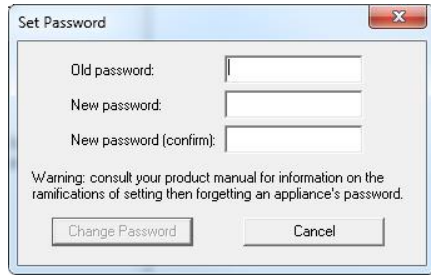 Set Password
Old password:
New password:
New password (confirm):
Warning: consult your product manual for information on the
ramifications of setting then forgetting an appliance's password.
Change Password
Cancel